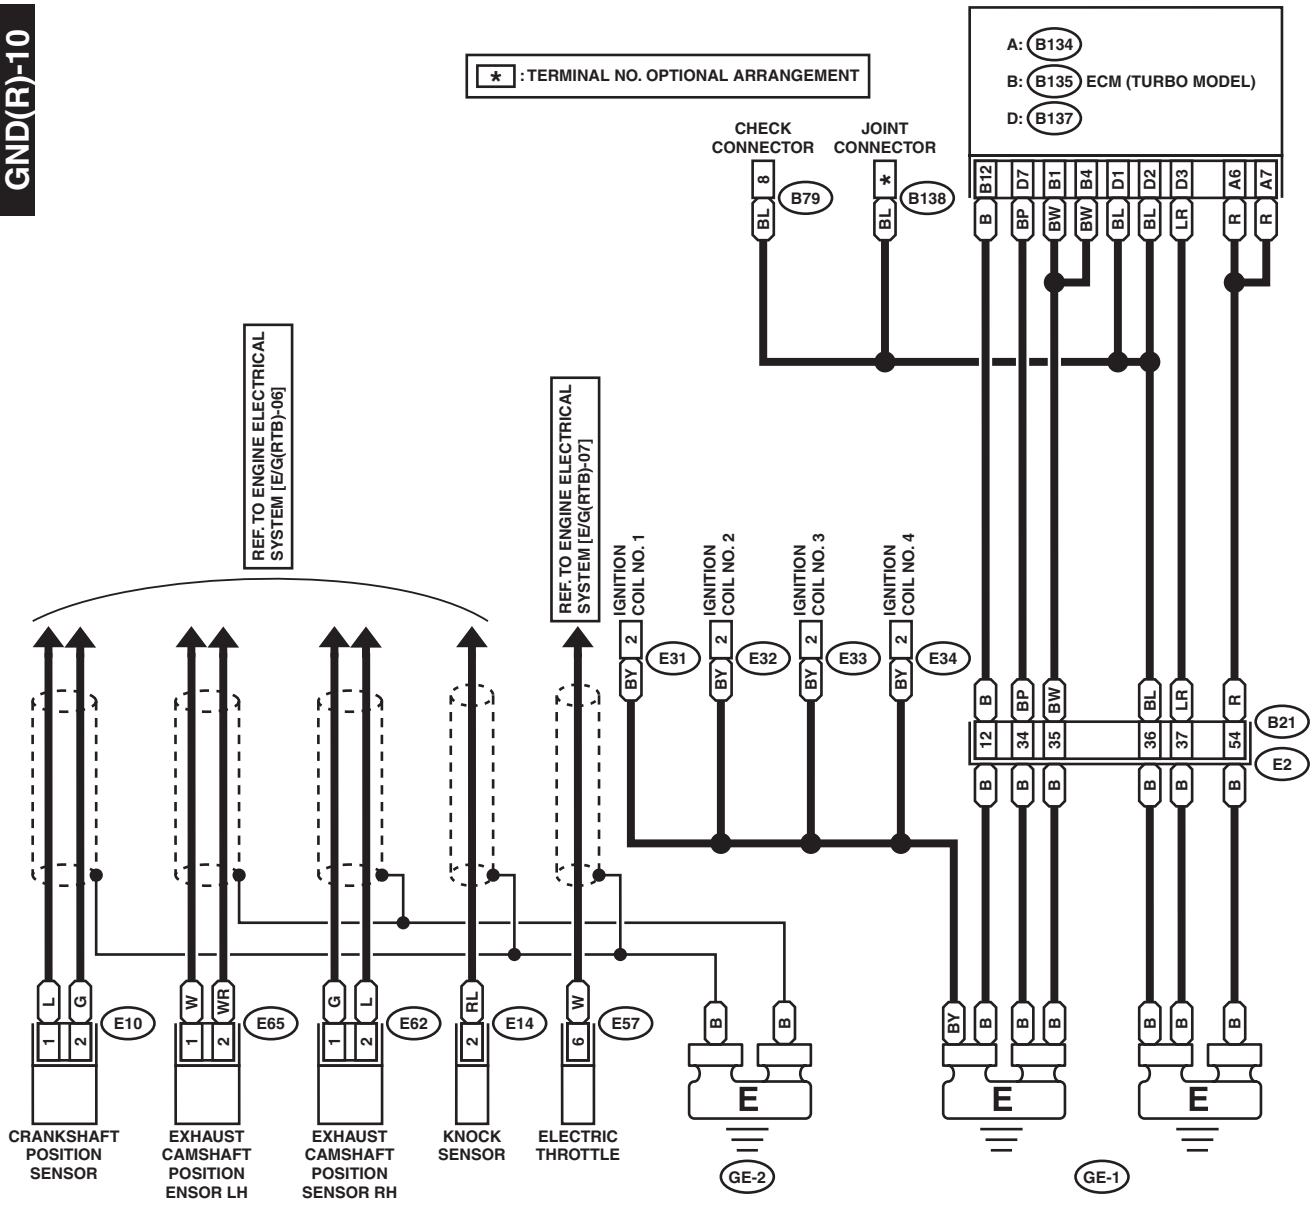 GND(R)-10
* : TERMINAL NO. OPTIONAL ARRANGEMENT
A: B134
B: B135 ECM (TURBO MODEL)
D: B137
CHECK
CONNECTOR
JOINT
CONNECTOR
8
B79
*
B138
B12 D7 B1 B4 D1 D2 D3 A6 A7
BL
BL
B BP BW BW BL BL LR R R
REF. TO ENGINE ELECTRICAL
SYSTEM [E/G(RTB)-06]
REF. TO ENGINE ELECTRICAL
SYSTEM [E/G(RTB)-07]
IGNITION
COIL NO. 1
IGNITION
COIL NO. 2
IGNITION
COIL NO. 3
IGNITION
COIL NO. 4
2 E31
2 E32
2 E33
2 E34
BY BY BY BY
B BP BW BL LR R
B21
12 34 35 36 37 54
E2
B B B B B B
L G
W WR
G L
RL
W
1 2 E10
1 2 E65
1 2 E62
2 E14
6 E57
B B
BY B B B
B B B
E
E
E
CRANKSHAFT
POSITION
SENSOR
EXHAUST
CAMSHAFT
POSITION
ENSOR LH
EXHAUST
CAMSHAFT
POSITION
SENSOR RH
KNOCK
SENSOR
ELECTRIC
THROTTLE
GE-2
GE-1